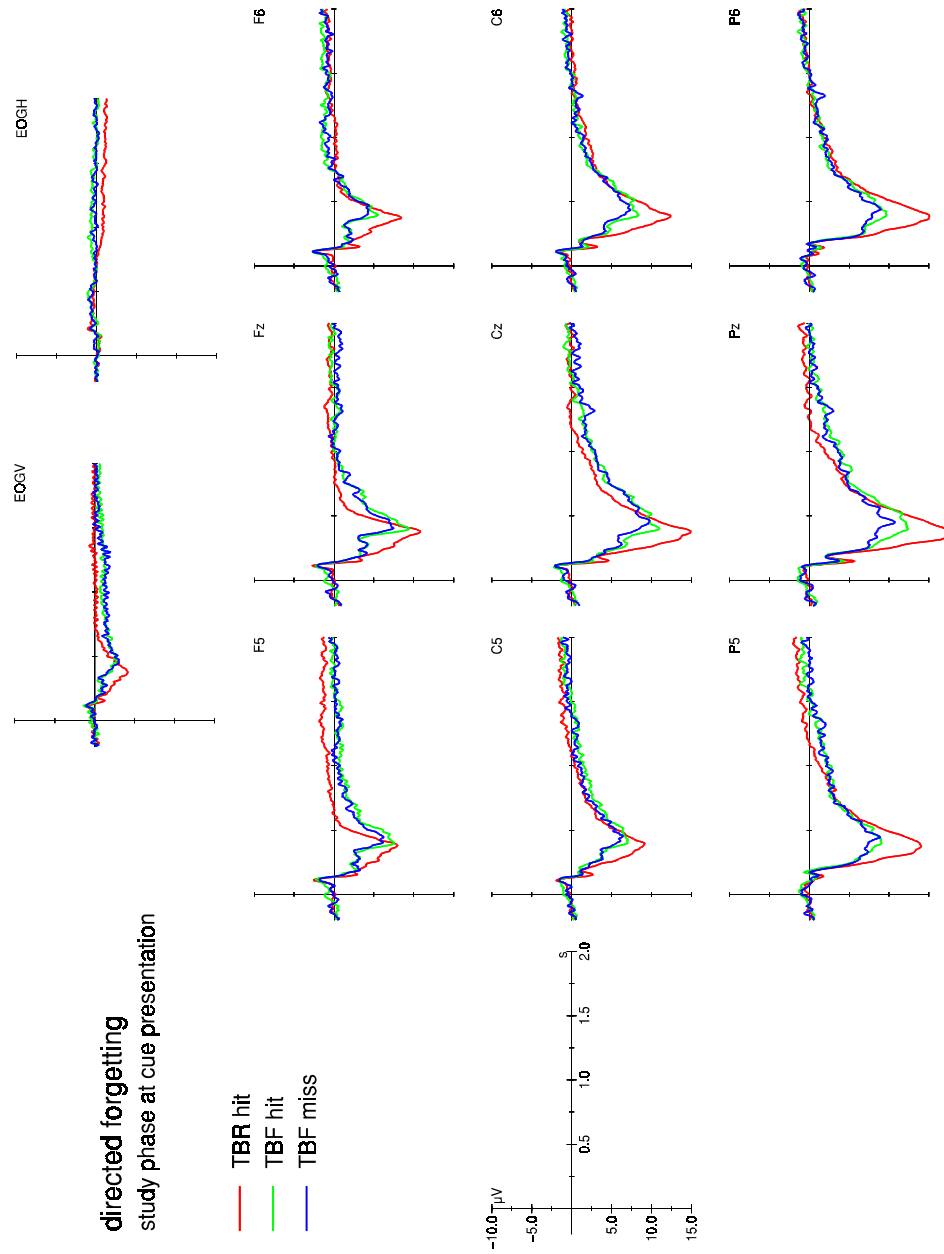 directed forgetting
study phase at cue presentation
TBR hit
TBF hit
TBF miss
EOGV
EOGH
F5
Fz
F6
C5
Cz
C6
P5
Pz
P6
−10.0
−5.0
5.0
10.0
15.0
µV
0.5
1.0
1.5
2.0
s